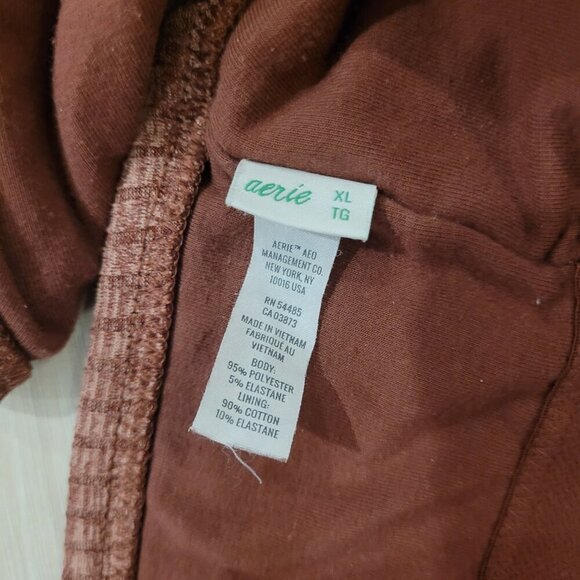 aerie XL
TG
AERIE™ AEO
MANAGEMENT CO.
NEW YORK, NY
10016 USA
RN 54485
CA 03873
MADE IN VIETNAM
FABRIQUE AU
VIETNAM
BODY:
95% POLYESTER
5% ELASTANE
LINING:
90% COTTON
10% ELASTANE